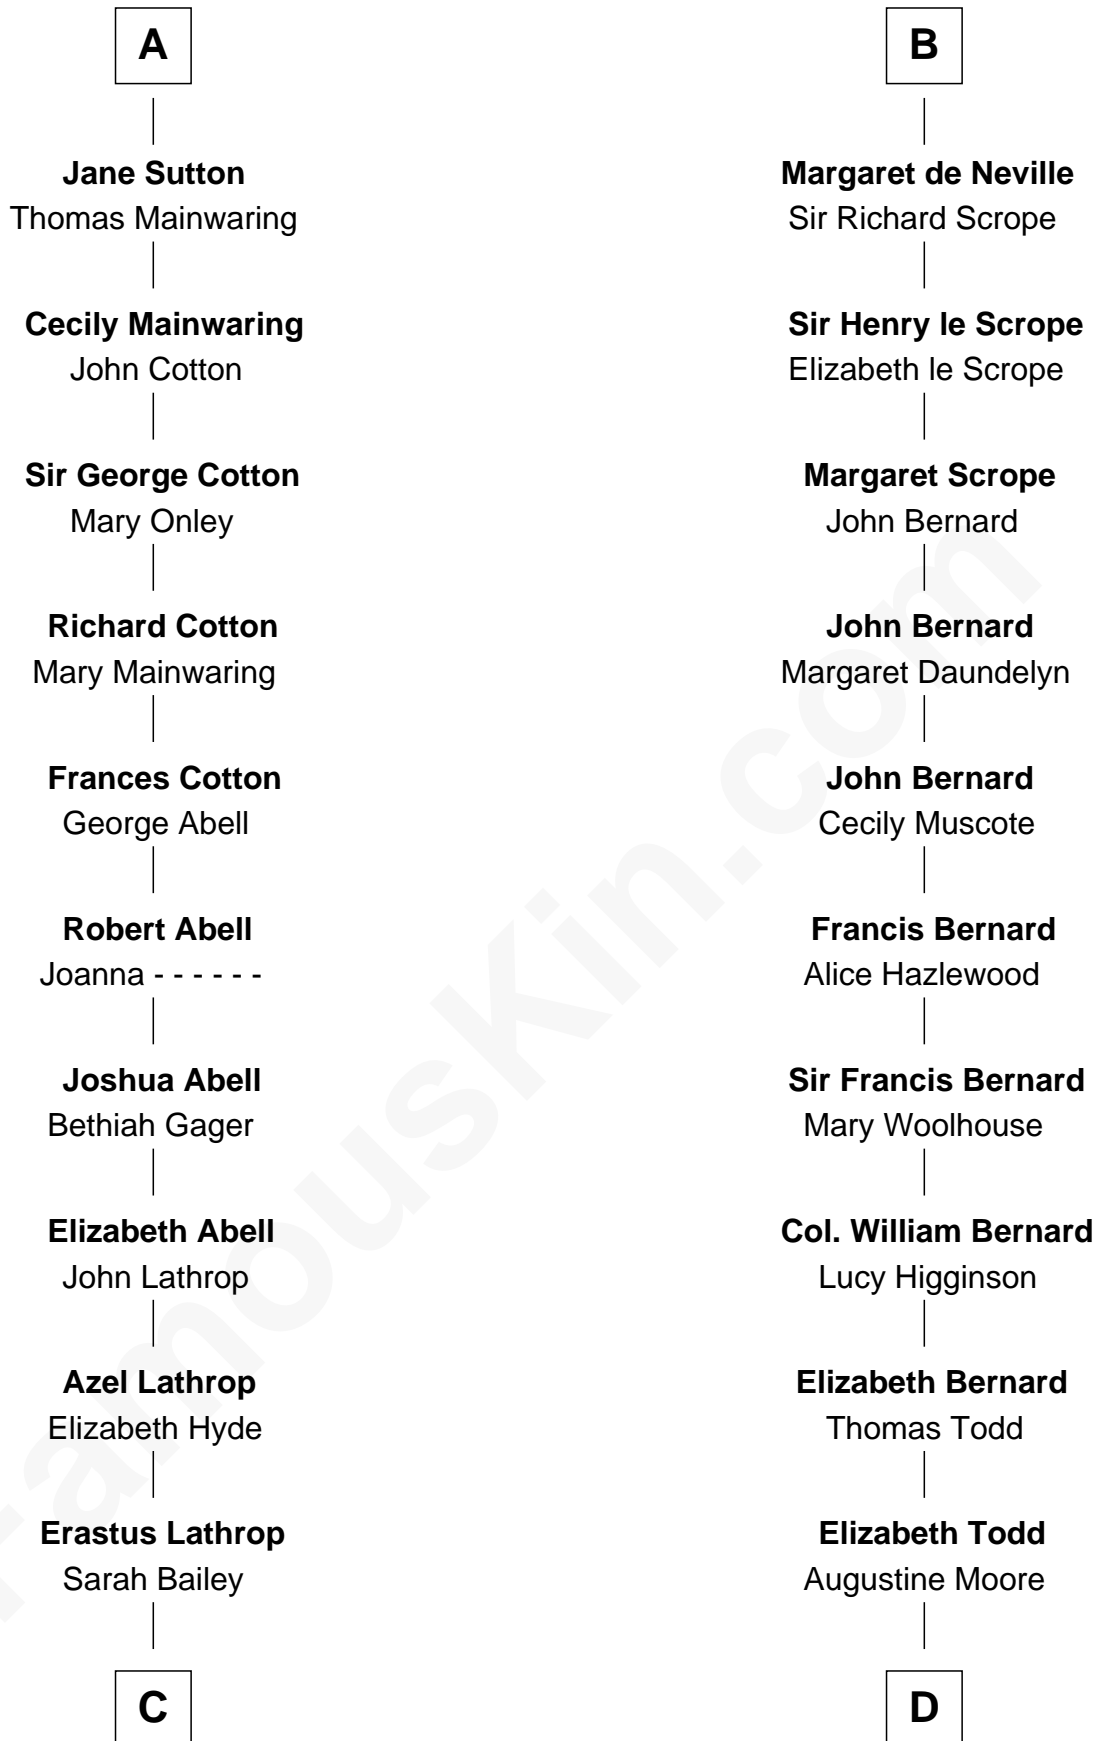 A
Jane Sutton
Thomas Mainwaring
Cecily Mainwaring
John Cotton
Sir George Cotton
Mary Onley
Richard Cotton
Mary Mainwaring
Frances Cotton
George Abell
Robert Abell
Joanna - - - - - -
Joshua Abell
Bethiah Gager
Elizabeth Abell
John Lathrop
Azel Lathrop
Elizabeth Hyde
Erastus Lathrop
Sarah Bailey
C
B
Margaret de Neville
Sir Richard Scrope
Sir Henry le Scrope
Elizabeth le Scrope
Margaret Scrope
John Bernard
John Bernard
Margaret Daundelyn
John Bernard
Cecily Muscote
Francis Bernard
Alice Hazlewood
Sir Francis Bernard
Mary Woolhouse
Col. William Bernard
Lucy Higginson
Elizabeth Bernard
Thomas Todd
Elizabeth Todd
Augustine Moore
D
FamousKin.com